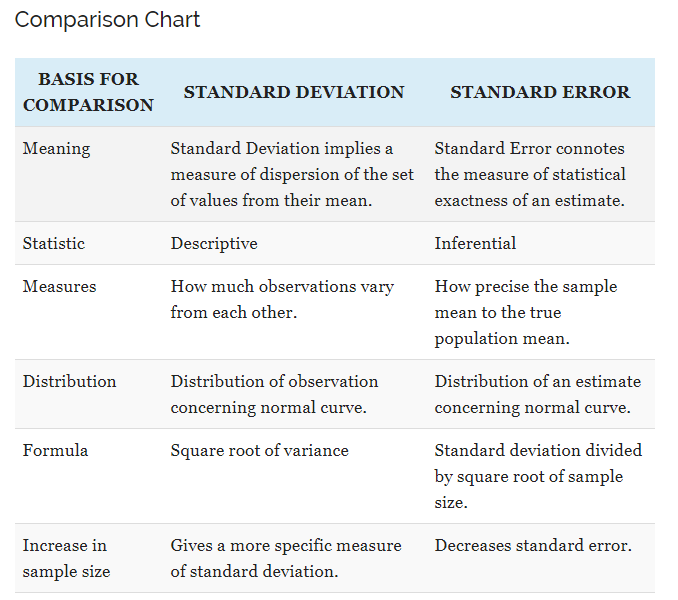 Comparison Chart
BASIS FOR
COMPARISON
STANDARD DEVIATION
STANDARD ERROR
Meaning
Standard Deviation implies a
measure of dispersion of the set
of values from their mean.
Standard Error connotes
the measure of statistical
exactness of an estimate.
Statistic
Descriptive
Inferential
Measures
How much observations vary
from each other.
How precise the sample
mean to the true
population mean.
Distribution
Distribution of observation
concerning normal curve.
Distribution of an estimate
concerning normal curve.
Formula
Square root of variance
Standard deviation divided
by square root of sample
size.
Increase in
sample size
Gives a more specific measure
of standard deviation.
Decreases standard error.